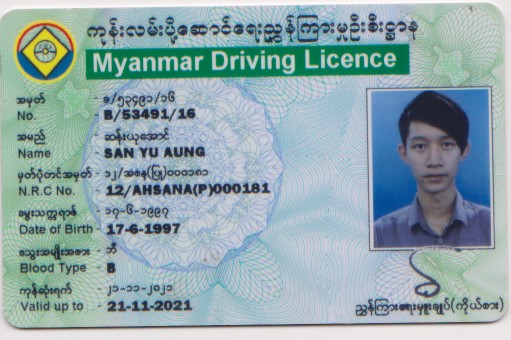 ကုန်းလမ်းပို့ဆောင်ရေးညွှန်ကြားမှုဦးစီးဌာန
Myanmar Driving Licence
အမှတ် - ခ/၅၃၄၉၁/၁၆
No. B/53491/16
အမည် - ဆန်းယုအောင်
Name SAN YU AUNG
မှတ်ပုံတင်အမှတ် - ၁၂/အစန(ပြု)၀၀၀၁၈၁
N.R.C No. 12/AHSANA(P)000181
မွေးသက္ကရာဇ် - ၁၇-၆-၁၉၉၇
Date of Birth - 17-6-1997
သွေးအမျိုးအစား - ဘီ
Blood Type - B
ကုန်ဆုံးရက် - ၂၁-၁၁-၂၀၂၁
Valid up to 21-11-2021
ညွှန်ကြားရေးမှူးချုပ်(ကိုယ်စား)